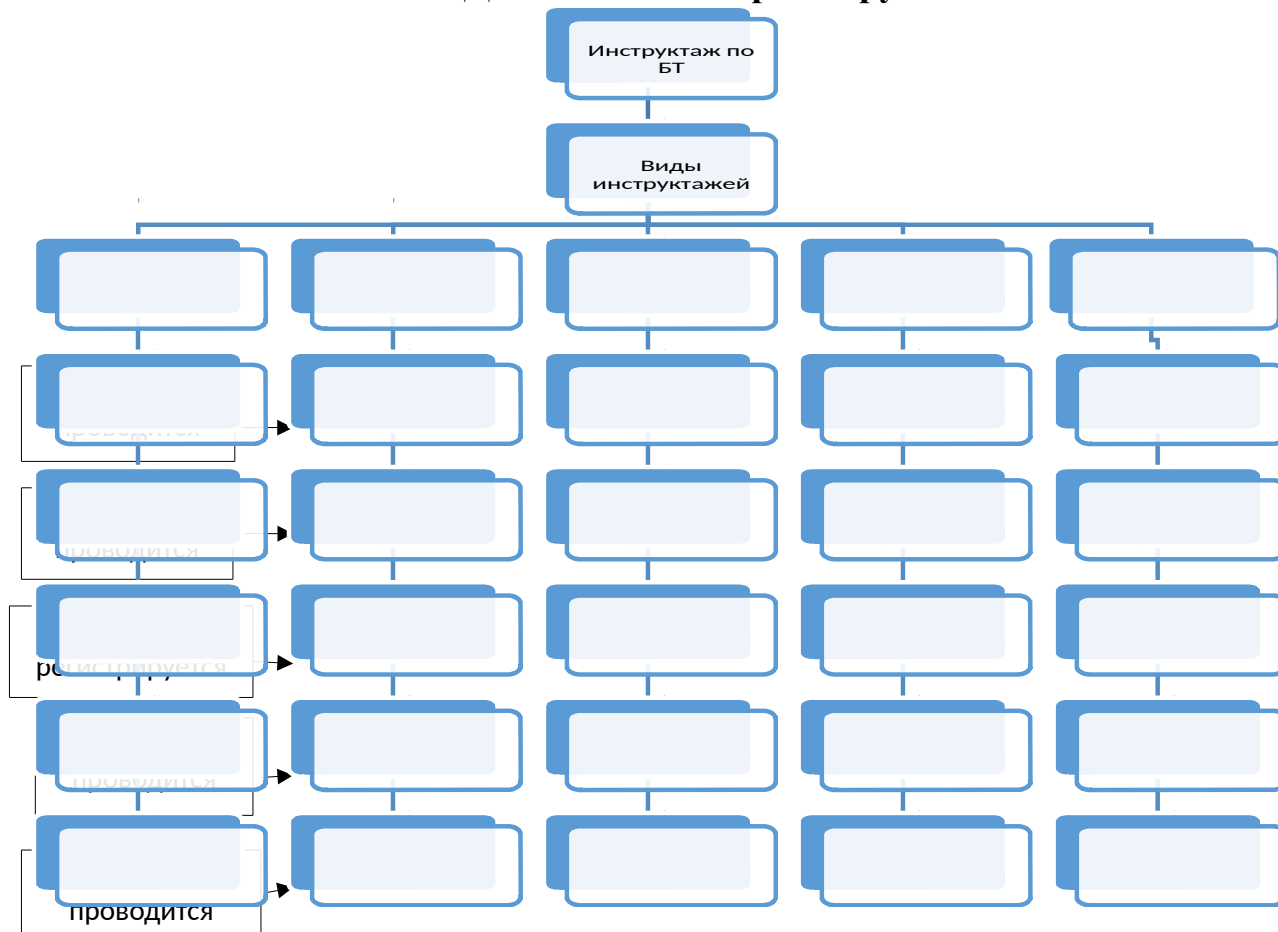 Инструктаж по
БТ
Виды
инструктажей
проводится
проводится
регистрируется
проводится
проводится